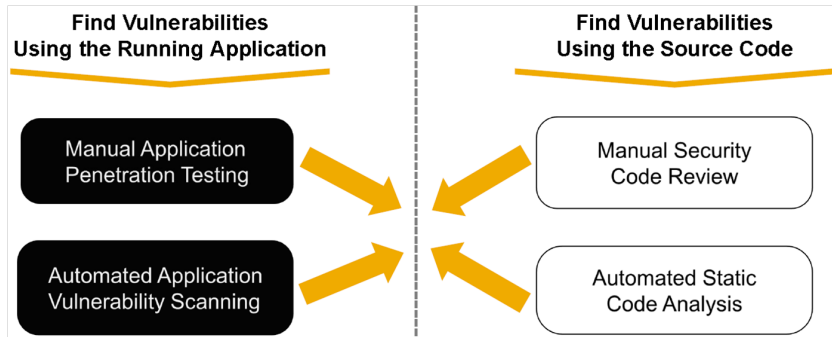 Find Vulnerabilities
Using the Running Application
Manual Application
Penetration Testing
Automated Application
Vulnerability Scanning
Find Vulnerabilities
Using the Source Code
Manual Security
Code Review
Automated Static
Code Analysis